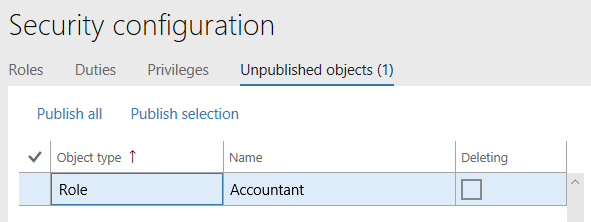 Security configuration
Roles Duties Privileges Unpublished objects (1)
Publish all Publish selection
Object type ↑ Name Deleting
Role Accountant